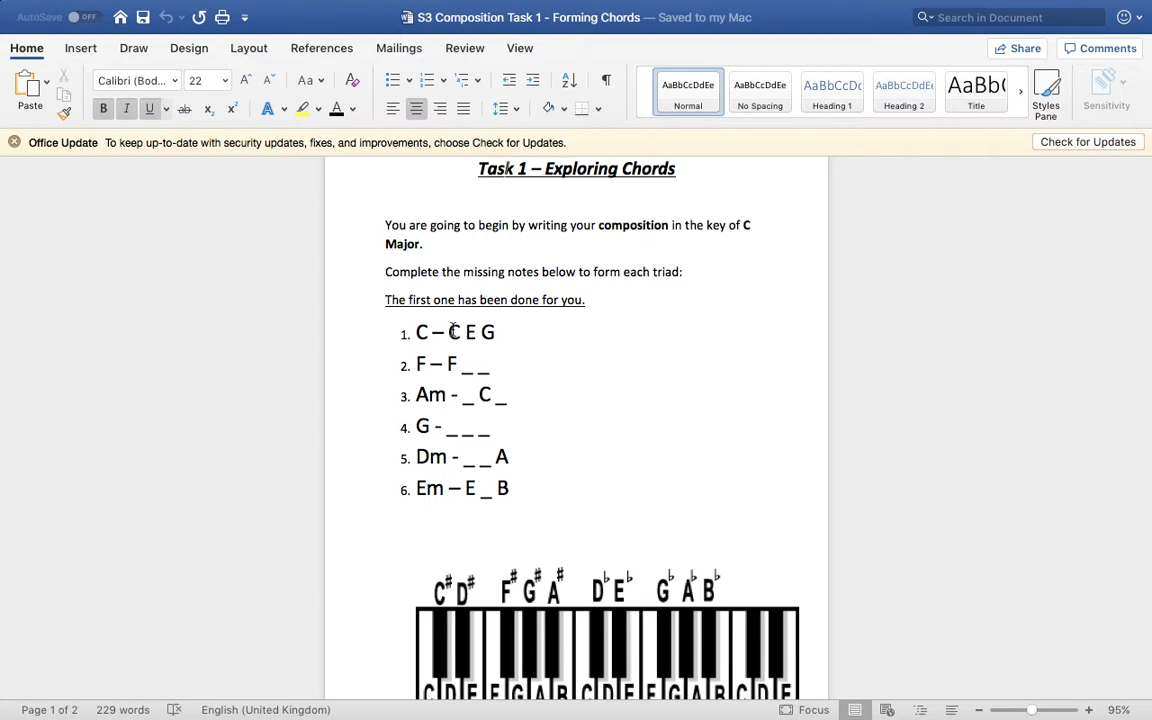 AutoSave OFF S3 Composition Task 1 - Forming Chords — Saved to my Mac Search in Document
Home Insert Draw Design Layout References Mailings Review View Share Comments
Paste Calibri (Bod... 22 A A Aa A AaBbCcDdEe AaBbCcDdEe AaBbCcDc AaBbCcDdEe AaBbC
B I U ab x2 x2 A A Normal No Spacing Heading 1 Heading 2 Title Styles Pane Sensitivity
Office Update To keep up-to-date with security updates, fixes, and improvements, choose Check for Updates. Check for Updates
Task 1 – Exploring Chords
You are going to begin by writing your composition in the key of C
Major.
Complete the missing notes below to form each triad:
The first one has been done for you.
1. C – C E G
2. F – F _ _
3. Am - _ C _
4. G - _ _ _
5. Dm - _ _ A
6. Em – E _ B
C# D# F# G# A# D♭ E♭ G♭ A♭ B♭
C D E F G A B C D E F G A B C D E
Page 1 of 2 229 words English (United Kingdom) Focus 95%